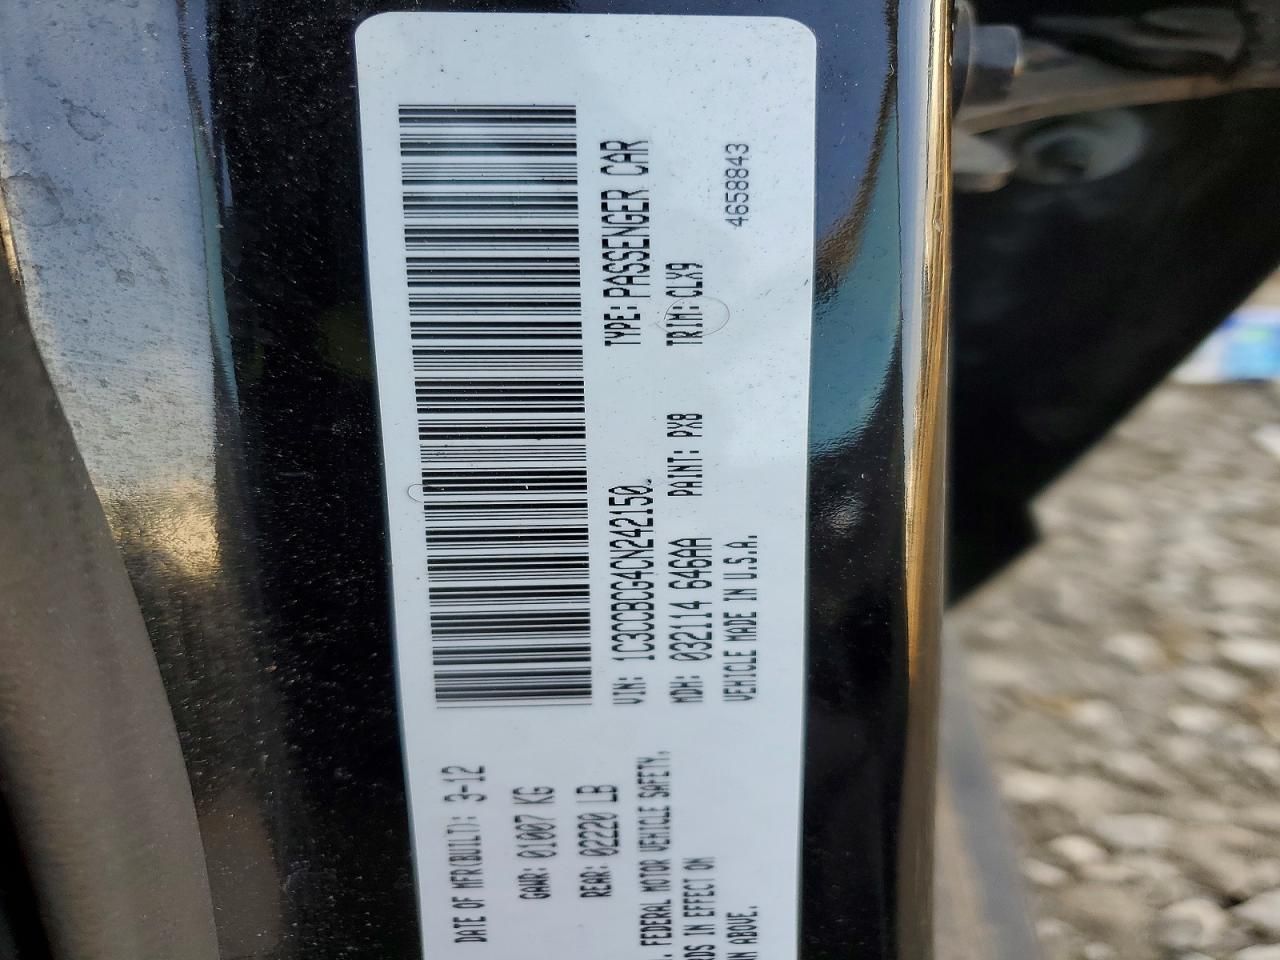 DATE OF MFR(BUILT): 3-12
GAWR: 01007 KG
REAR: 02220 LB
. FEDERAL MOTOR VEHICLE SAFETY,
RDS IN EFFECT ON
N ABOVE.
VIN: 1C3CCBCG4CN242150
TYPE: PASSENGER CAR
MDH: 032114 646AA PAINT: PX8 TRIM: CLX9
VEHICLE MADE IN U.S.A. 4658843